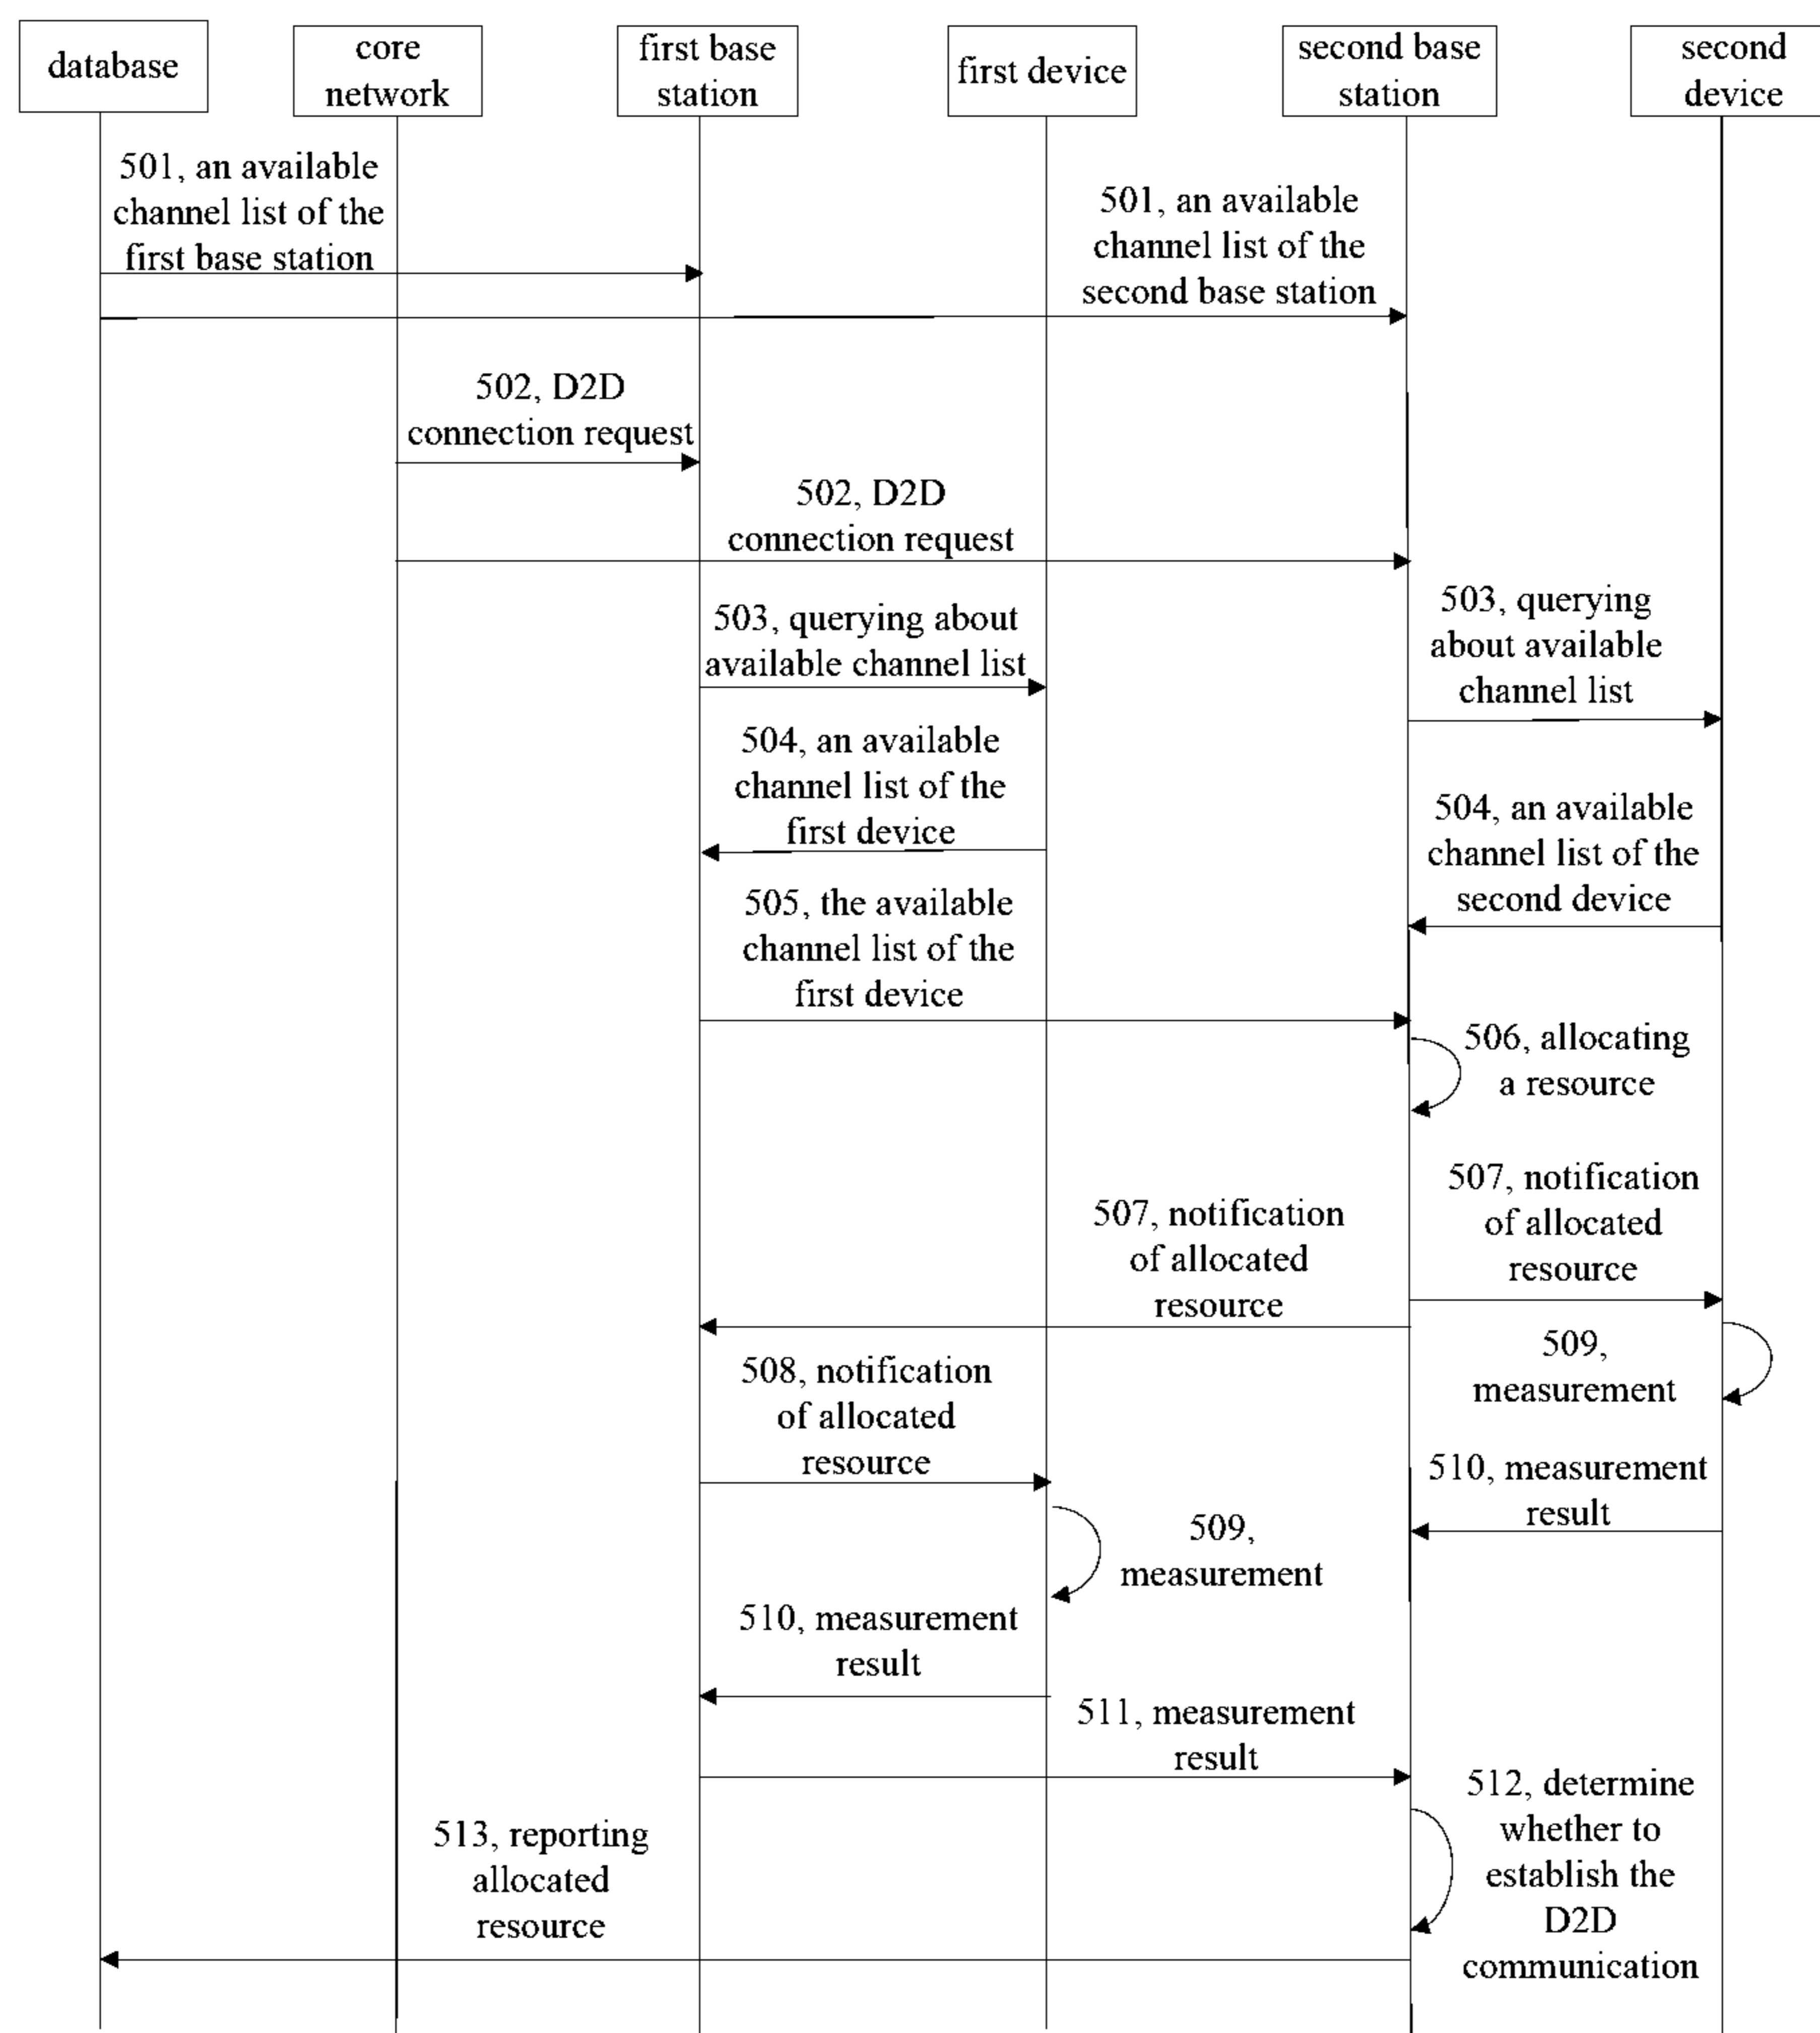 database
core
network
first base
station
first device
second base
station
second
device
501, an available
channel list of the
first base station
501, an available
channel list of the
second base station
502, D2D
connection request
502, D2D
connection request
503, querying about
available channel list
503, querying
about available
channel list
504, an available
channel list of the
first device
504, an available
channel list of the
second device
505, the available
channel list of the
first device
506, allocating
a resource
507, notification
of allocated
resource
507, notification
of allocated
resource
509,
measurement
508, notification
of allocated
resource
510, measurement
result
509,
measurement
510, measurement
result
511, measurement
result
512, determine
whether to
establish the
D2D
communication
513, reporting
allocated
resource